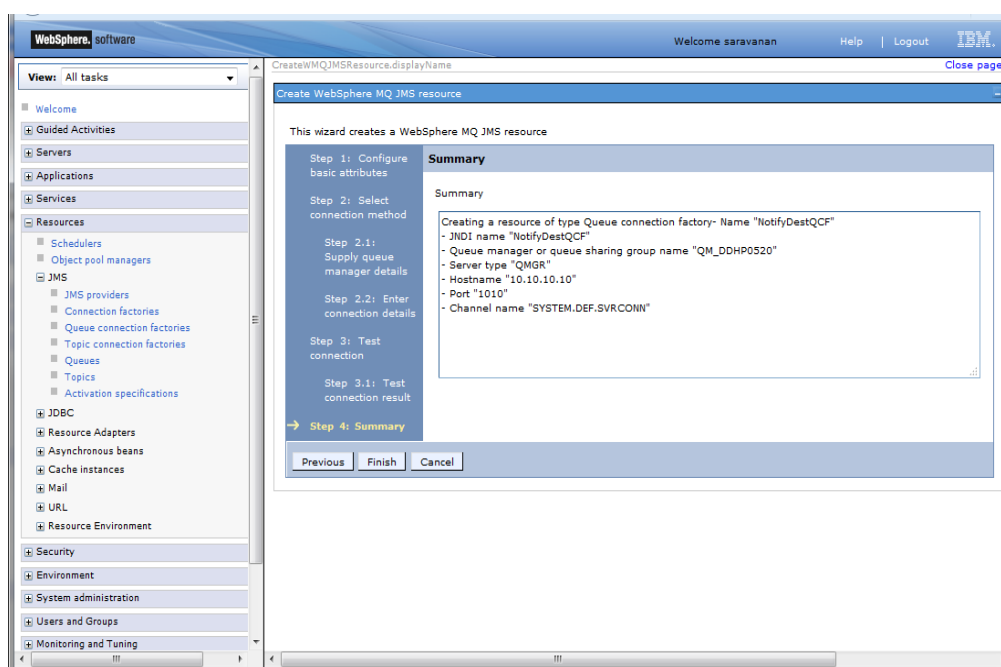 WebSphere. software
Welcome saravanan
Help | Logout
IBM.
View: All tasks
Welcome
Guided Activities
Servers
Applications
Services
Resources
Schedulers
Object pool managers
JMS
JMS providers
Connection factories
Queue connection factories
Topic connection factories
Queues
Topics
Activation specifications
JDBC
Resource Adapters
Asynchronous beans
Cache instances
Mail
URL
Resource Environment
Security
Environment
System administration
Users and Groups
Monitoring and Tuning
CreateWMQJMSResource.displayName
Close page
Create WebSphere MQ JMS resource
This wizard creates a WebSphere MQ JMS resource
Step 1: Configure
basic attributes
Step 2: Select
connection method
Step 2.1:
Supply queue
manager details
Step 2.2: Enter
connection details
Step 3: Test
connection
Step 3.1: Test
connection result
Step 4: Summary
Summary
Summary
Creating a resource of type Queue connection factory- Name "NotifyDestQCF"
- JNDI name "NotifyDestQCF"
- Queue manager or queue sharing group name "QM_DDHP0520"
- Server type "QMGR"
- Hostname "10.10.10.10"
- Port "1010"
- Channel name "SYSTEM.DEF.SVRCONN"
Previous
Finish
Cancel